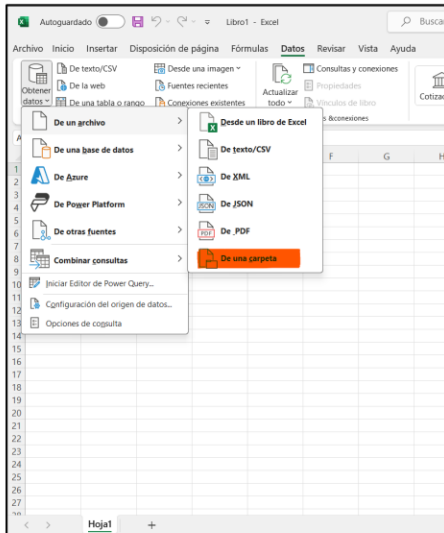 Autoguardado Libro1 - Excel Busca
Archivo Inicio Insertar Disposición de página Fórmulas Datos Revisar Vista Ayuda
Obtener datos
De texto/CSV
De la web
De una tabla o rango
Desde una imagen
Fuentes recientes
Conexiones existentes
Actualizar todo
Consultas y conexiones
Propiedades
Vínculos de libro
&conexiones
Cotizac
De un archivo
De una base de datos
De Azure
De Power Platform
De otras fuentes
Combinar consultas
Iniciar Editor de Power Query...
Configuración del origen de datos...
Opciones de consulta
Desde un libro de Excel
De texto/CSV
De XML
De JSON
De .PDF
De una carpeta
F G H
1
2
3
4
5
6
7
8
9
10
11
12
13
14
15
16
17
18
19
20
21
22
23
24
25
26
27
Hoja1